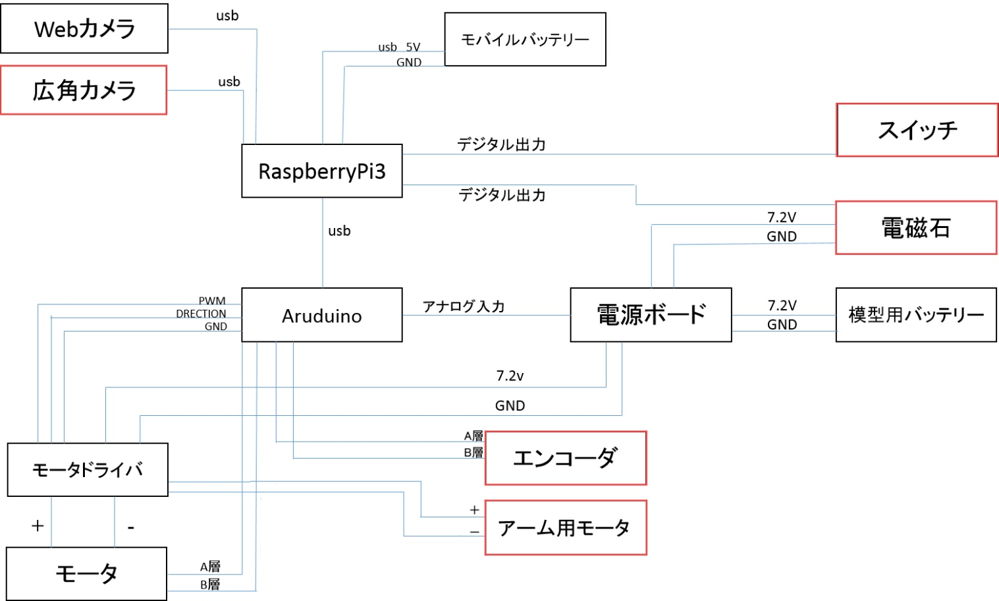 Webカメラ
usb
広角カメラ
usb
usb 5V
GND
モバイルバッテリー
RaspberryPi3
デジタル出力
スイッチ
デジタル出力
7.2V
GND
電磁石
usb
PWM
DRECTION
GND
Aruduino
アナログ入力
電源ボード
7.2V
GND
模型用バッテリー
7.2v
GND
A層
B層
エンコーダ
モータドライバ
+
-
+
−
アーム用モータ
モータ
A層
B層